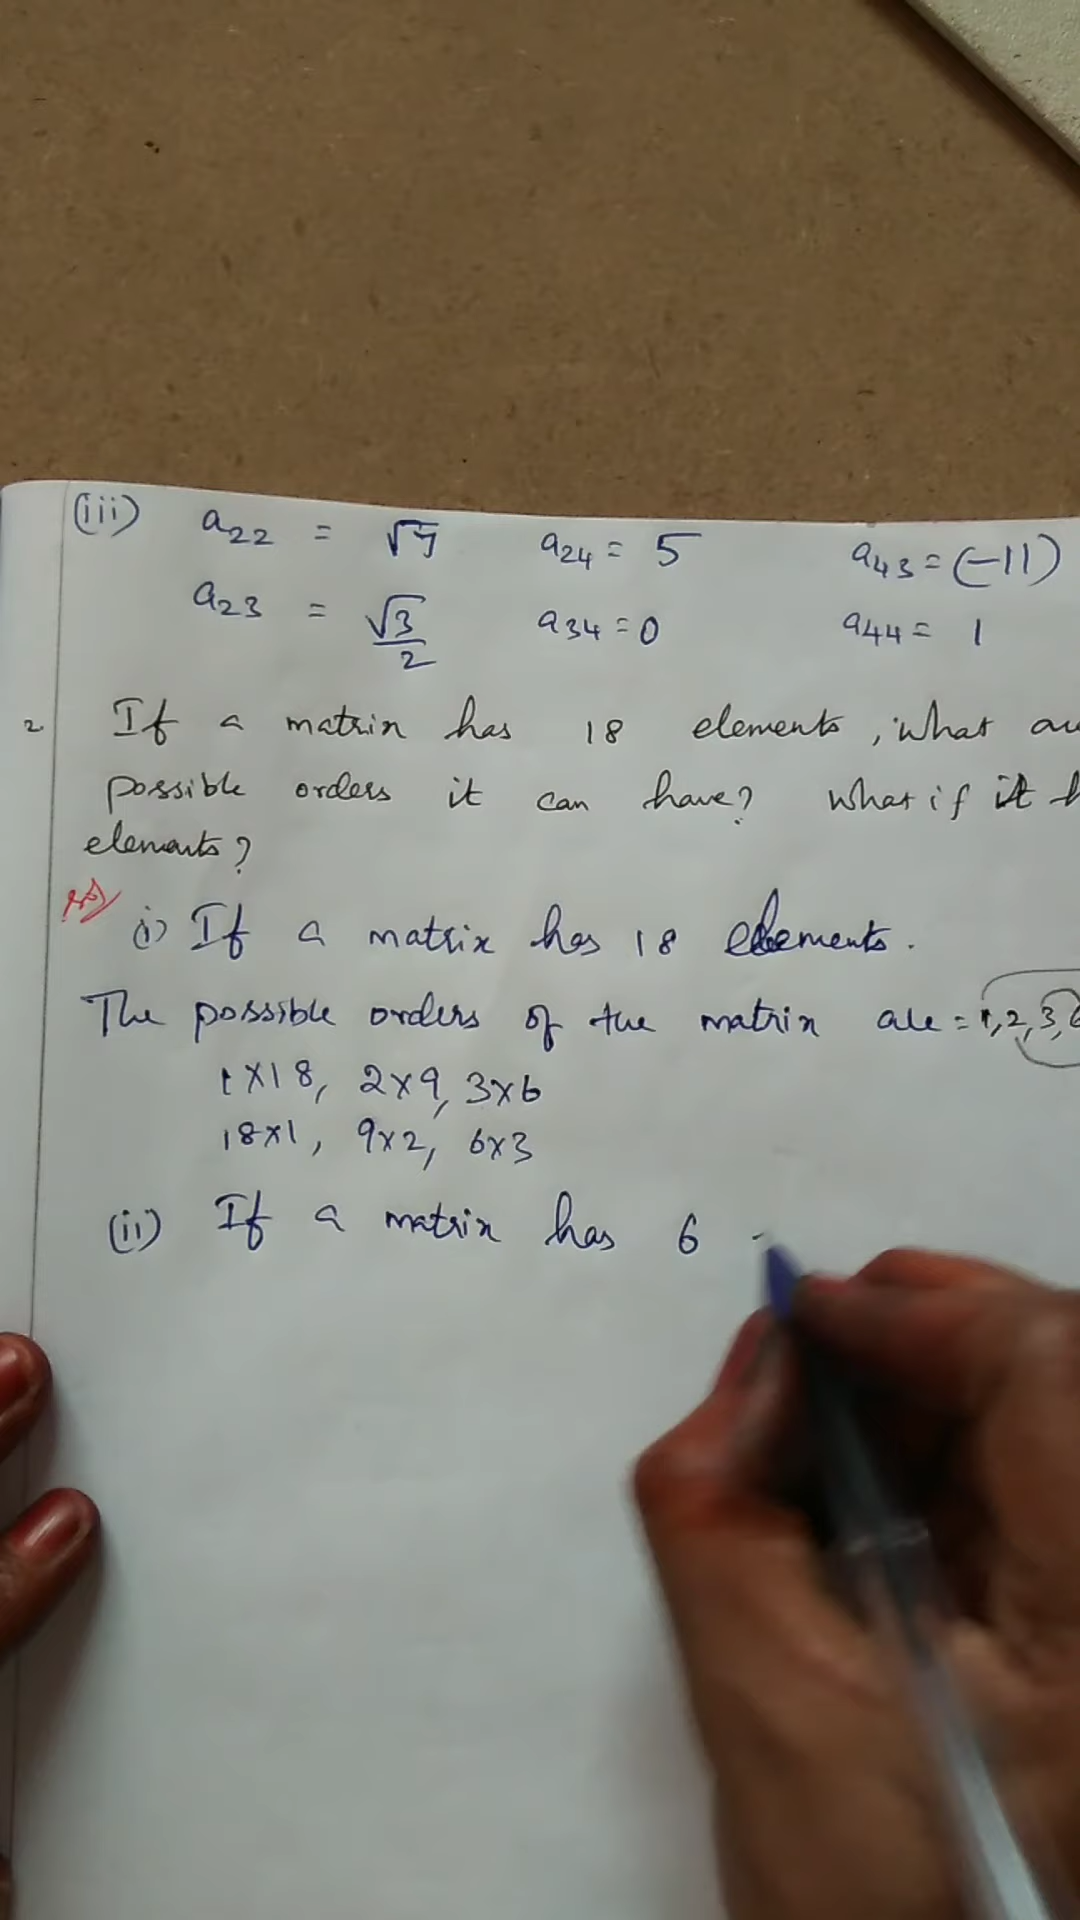 (iii) a22 = √7 a24 = 5 a43 = (-11)
a23 = √3/2 a34 = 0 a44 = 1
2. If a matrix has 18 elements, what
possible orders it can have? What if it
elements?
(i) If a matrix has 18 elements.
The possible orders of the matrix are = 1, 2, 3, 6
1×18, 2×9, 3×6
18×1, 9×2, 6×3
(ii) If a matrix has 6